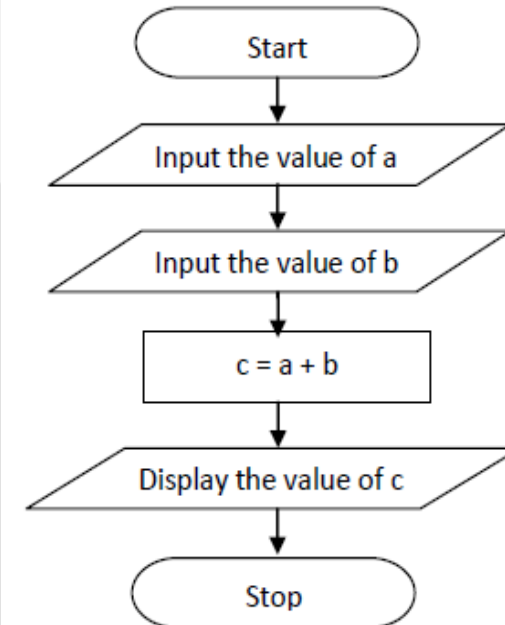 Start
Input the value of a
Input the value of b
c = a + b
Display the value of c
Stop